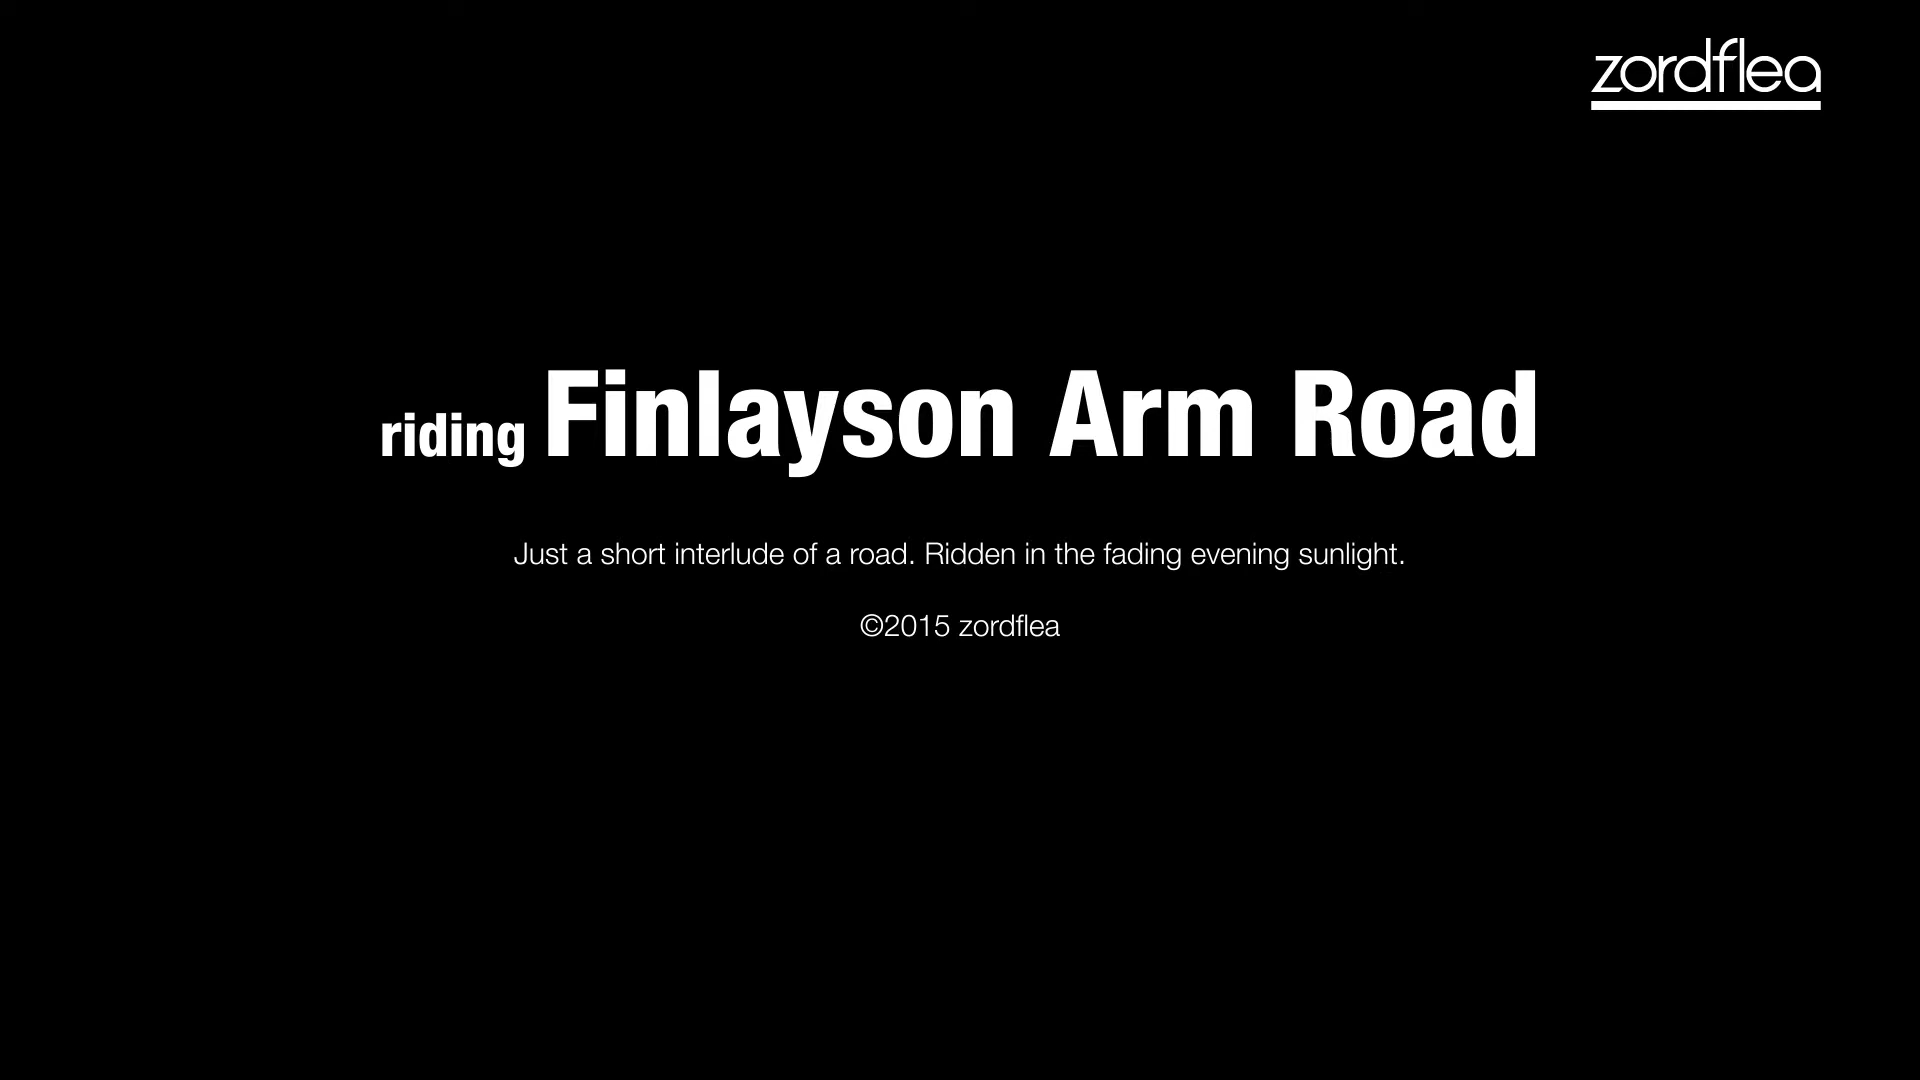 zordflea
riding Finlayson Arm Road
Just a short interlude of a road. Ridden in the fading evening sunlight.
©2015 zordflea